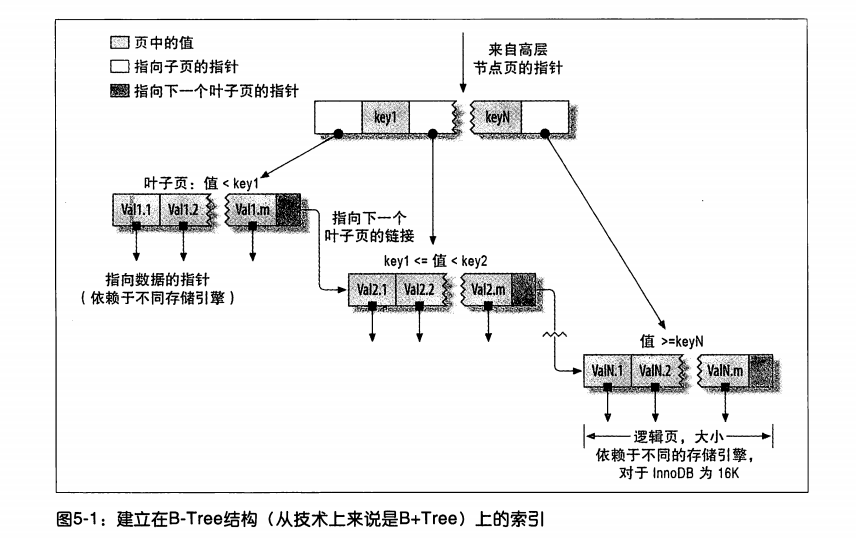 页中的值
指向子页的指针
指向下一个叶子页的指针
来自高层
节点页的指针
key1
keyN
叶子页：值 < key1
Val1.1
Val1.2
Val1.m
指向下一个
叶子页的链接
指向数据的指针
（依赖于不同存储引擎）
key1 <= 值 < key2
Val2.1
Val2.2
Val2.m
值 >=keyN
ValN.1
ValN.2
ValN.m
逻辑页，大小
依赖于不同的存储引擎，
对于 InnoDB 为 16K
图5-1：建立在B-Tree结构（从技术上来说是B+Tree）上的索引